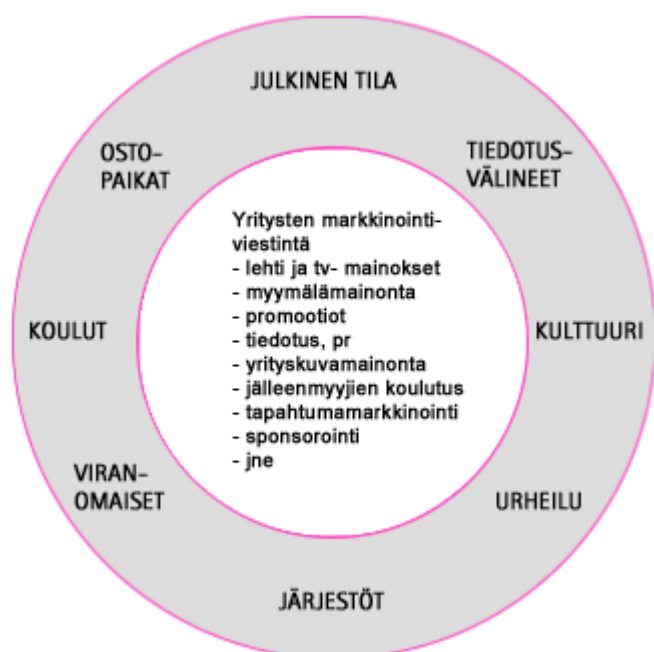 JULKINEN TILA
OSTO-
PAIKAT
TIEDOTUS-
VÄLINEET
Yritysten markkinointi-
viestintä
- lehti ja tv- mainokset
- myymälämainonta
- promootiot
- tiedotus, pr
- yrityskuvamainonta
- jälleenmyyjien koulutus
- tapahtumamarkkinointi
- sponsorointi
- jne
KOULUT
KULTTUURI
VIRAN-
OMAISET
URHEILU
JÄRJESTÖT